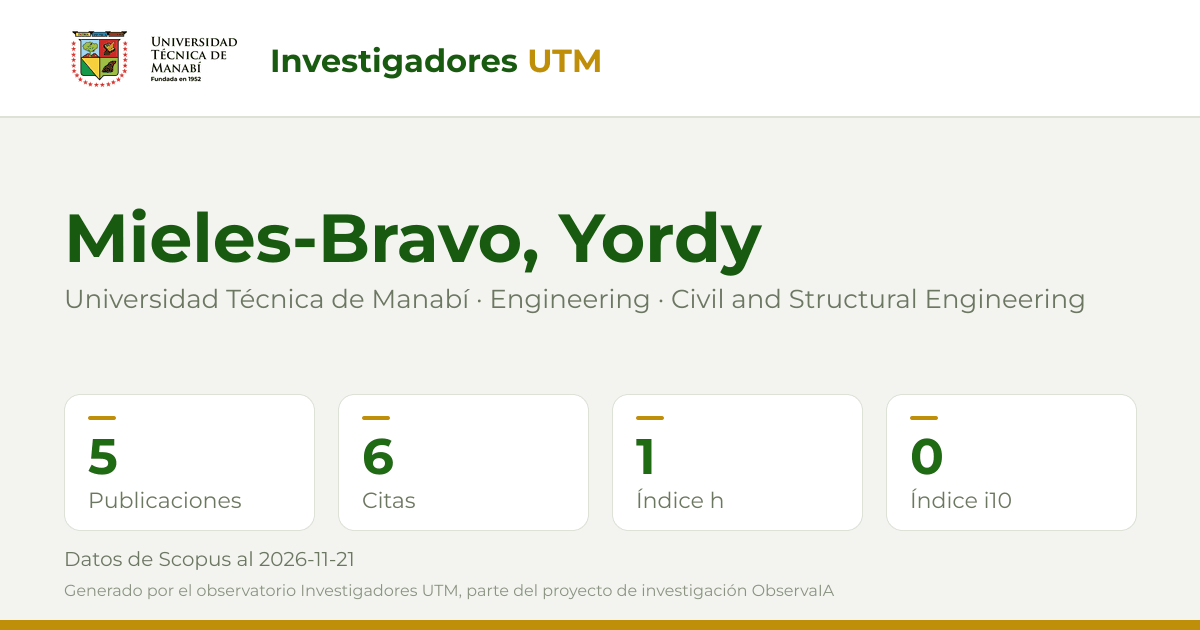 UNIVERSIDAD
TÉCNICA DE
MANABÍ
Fundada en 1952
Investigadores UTM
Mieles-Bravo, Yordy
Universidad Técnica de Manabí · Engineering · Civil and Structural Engineering
5
Publicaciones
6
Citas
1
Índice h
0
Índice i10
Datos de Scopus al 2026-11-21
Generado por el observatorio Investigadores UTM, parte del proyecto de investigación ObservaIA